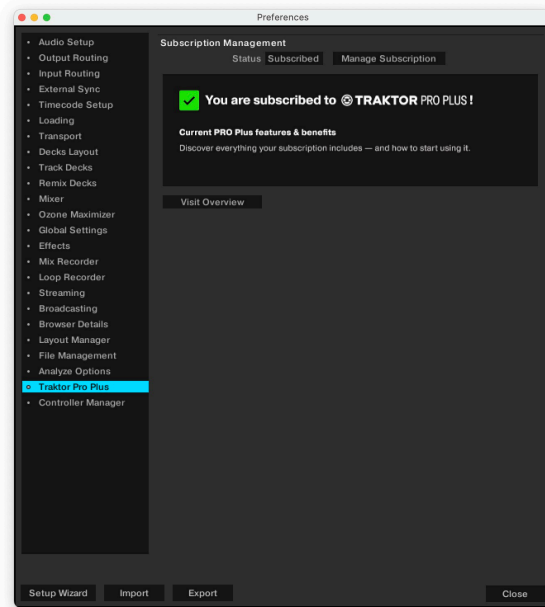 Preferences
Audio Setup
Output Routing
Input Routing
External Sync
Timecode Setup
Loading
Transport
Decks Layout
Track Decks
Remix Decks
Mixer
Ozone Maximizer
Global Settings
Effects
Mix Recorder
Loop Recorder
Streaming
Broadcasting
Browser Details
Layout Manager
File Management
Analyze Options
Traktor Pro Plus
Controller Manager
Subscription Management
Status Subscribed Manage Subscription
You are subscribed to TRAKTOR PRO PLUS!
Current PRO Plus features & benefits
Discover everything your subscription includes — and how to start using it.
Visit Overview
Setup Wizard Import Export Close